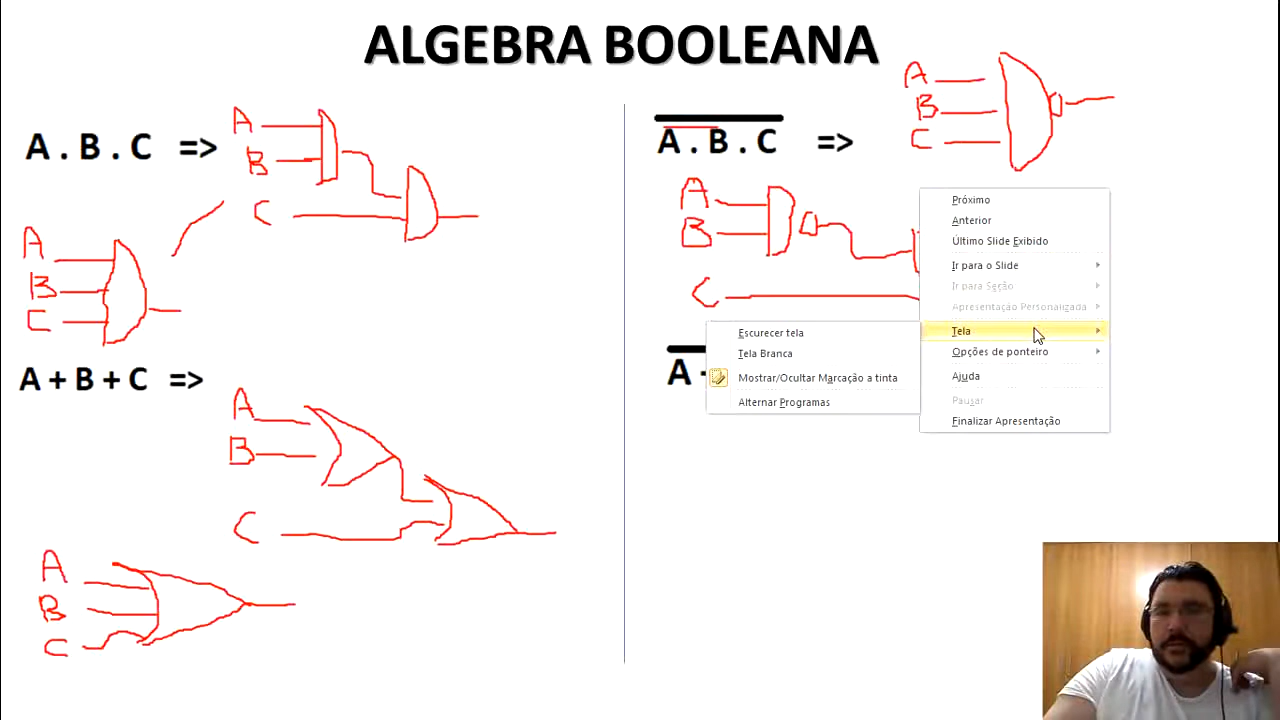 ALGEBRA BOOLEANA
A . B . C =>
A
B
C
A
B
C
A + B + C =>
A
B
C
A
B
C
A . B . C =>
A
B
C
A
B
C
A
Próximo
Anterior
Último Slide Exibido
Ir para o Slide
Ir para Seção
Apresentação Personalizada
Tela
Opções de ponteiro
Ajuda
Pausar
Finalizar Apresentação
Escurecer tela
Tela Branca
Mostrar/Ocultar Marcação a tinta
Alternar Programas